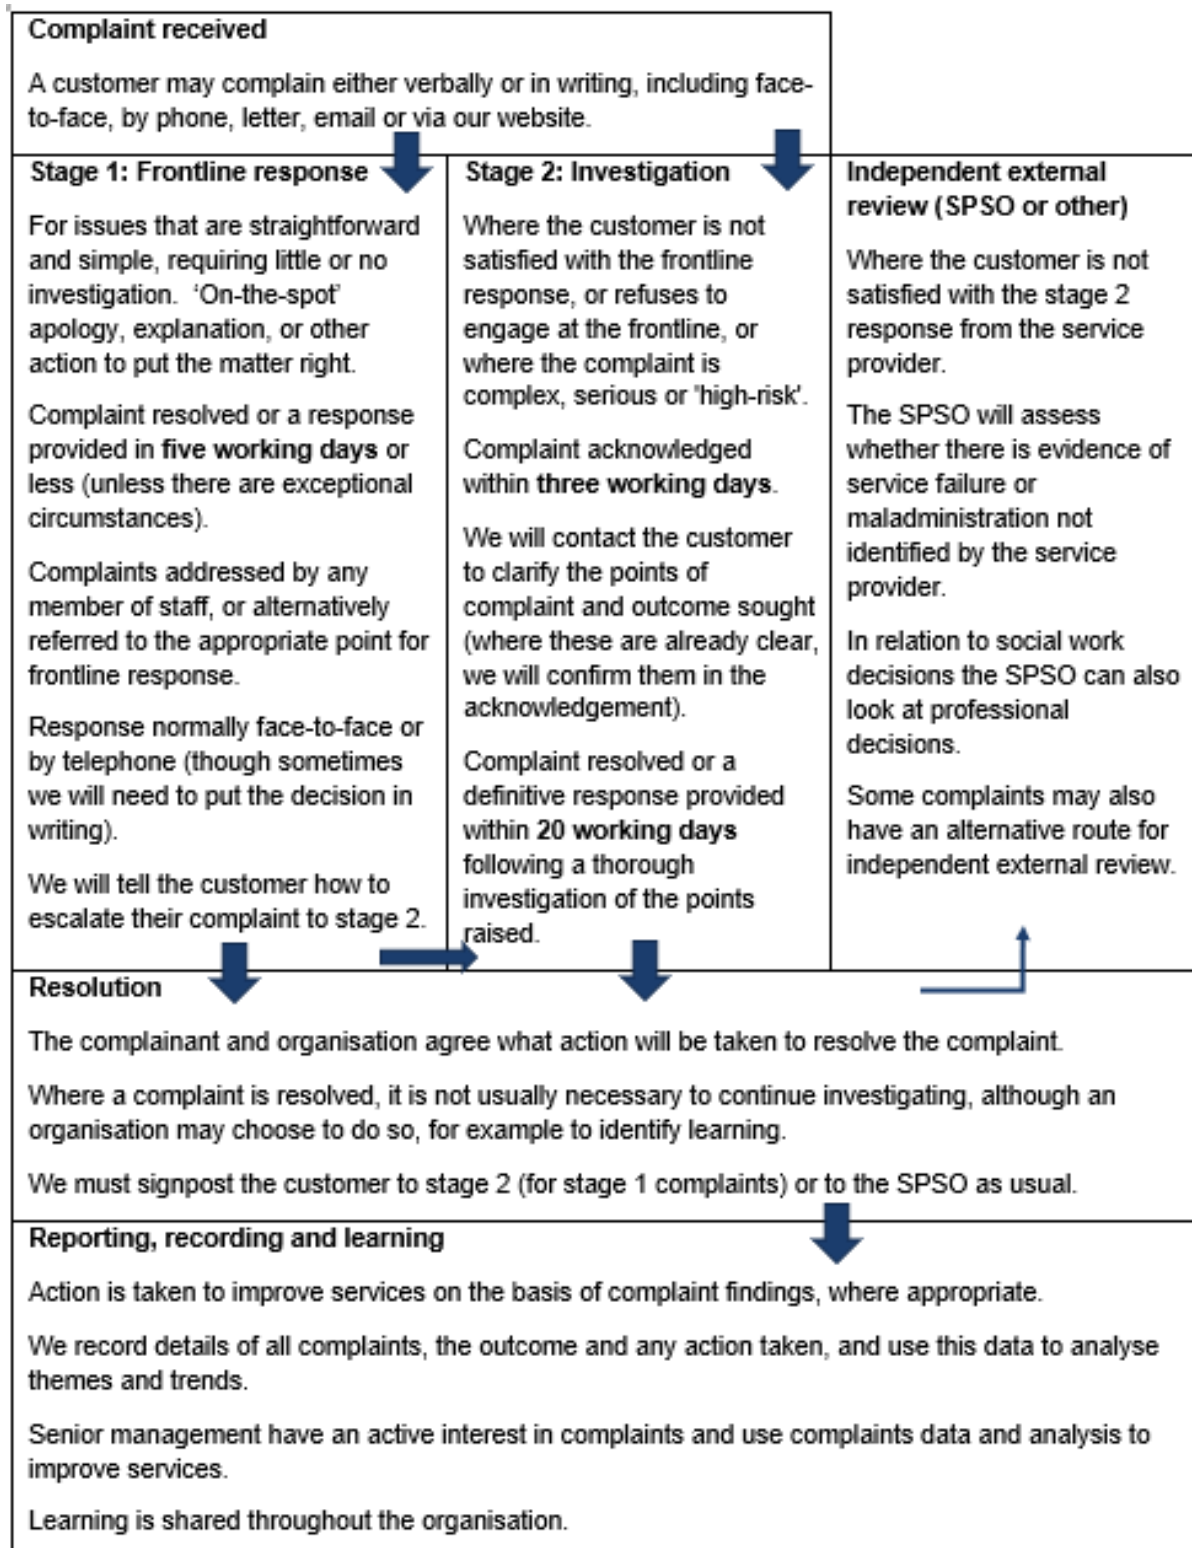 Complaint received
A customer may complain either verbally or in writing, including face-
to-face, by phone, letter, email or via our website.
Stage 1: Frontline response
For issues that are straightforward
and simple, requiring little or no
investigation. ‘On-the-spot’
apology, explanation, or other
action to put the matter right.
Complaint resolved or a response
provided in five working days or
less (unless there are exceptional
circumstances).
Complaints addressed by any
member of staff, or alternatively
referred to the appropriate point for
frontline response.
Response normally face-to-face or
by telephone (though sometimes
we will need to put the decision in
writing).
We will tell the customer how to
escalate their complaint to stage 2.
Stage 2: Investigation
Where the customer is not
satisfied with the frontline
response, or refuses to
engage at the frontline, or
where the complaint is
complex, serious or 'high-risk'.
Complaint acknowledged
within three working days.
We will contact the customer
to clarify the points of
complaint and outcome sought
(where these are already clear,
we will confirm them in the
acknowledgement).
Complaint resolved or a
definitive response provided
within 20 working days
following a thorough
investigation of the points
raised.
Independent external
review (SPSO or other)
Where the customer is not
satisfied with the stage 2
response from the service
provider.
The SPSO will assess
whether there is evidence of
service failure or
maladministration not
identified by the service
provider.
In relation to social work
decisions the SPSO can also
look at professional
decisions.
Some complaints may also
have an alternative route for
independent external review.
Resolution
The complainant and organisation agree what action will be taken to resolve the complaint.
Where a complaint is resolved, it is not usually necessary to continue investigating, although an
organisation may choose to do so, for example to identify learning.
We must signpost the customer to stage 2 (for stage 1 complaints) or to the SPSO as usual.
Reporting, recording and learning
Action is taken to improve services on the basis of complaint findings, where appropriate.
We record details of all complaints, the outcome and any action taken, and use this data to analyse
themes and trends.
Senior management have an active interest in complaints and use complaints data and analysis to
improve services.
Learning is shared throughout the organisation.